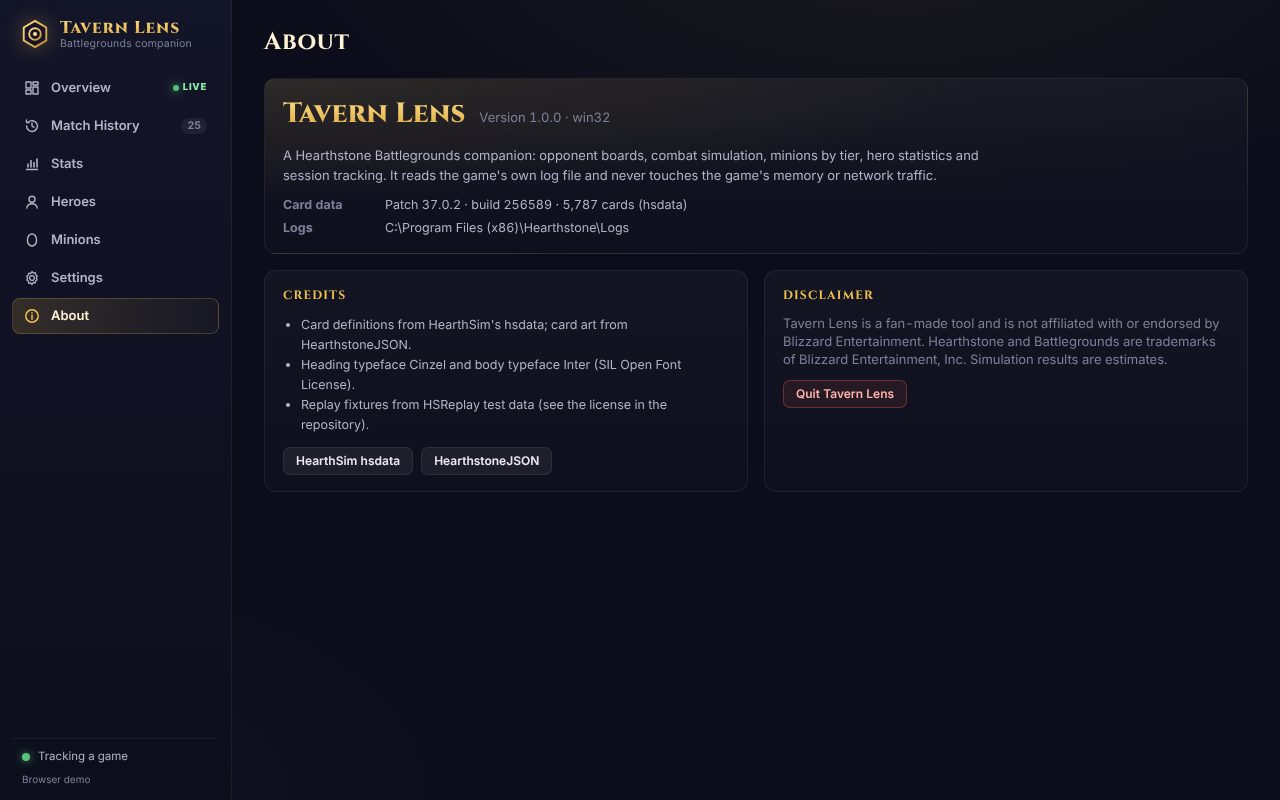 Tavern Lens
Battlegrounds companion
Overview
LIVE
Match History
25
Stats
Heroes
Minions
Settings
About
Tracking a game
Browser demo
About
Tavern Lens Version 1.0.0 · win32
A Hearthstone Battlegrounds companion: opponent boards, combat simulation, minions by tier, hero statistics and
session tracking. It reads the game's own log file and never touches the game's memory or network traffic.
Card data Patch 37.0.2 · build 256589 · 5,787 cards (hsdata)
Logs C:\Program Files (x86)\Hearthstone\Logs
CREDITS
• Card definitions from HearthSim's hsdata; card art from
HearthstoneJSON.
• Heading typeface Cinzel and body typeface Inter (SIL Open Font
License).
• Replay fixtures from HSReplay test data (see the license in the
repository).
HearthSim hsdata HearthstoneJSON
DISCLAIMER
Tavern Lens is a fan-made tool and is not affiliated with or endorsed by
Blizzard Entertainment. Hearthstone and Battlegrounds are trademarks
of Blizzard Entertainment, Inc. Simulation results are estimates.
Quit Tavern Lens